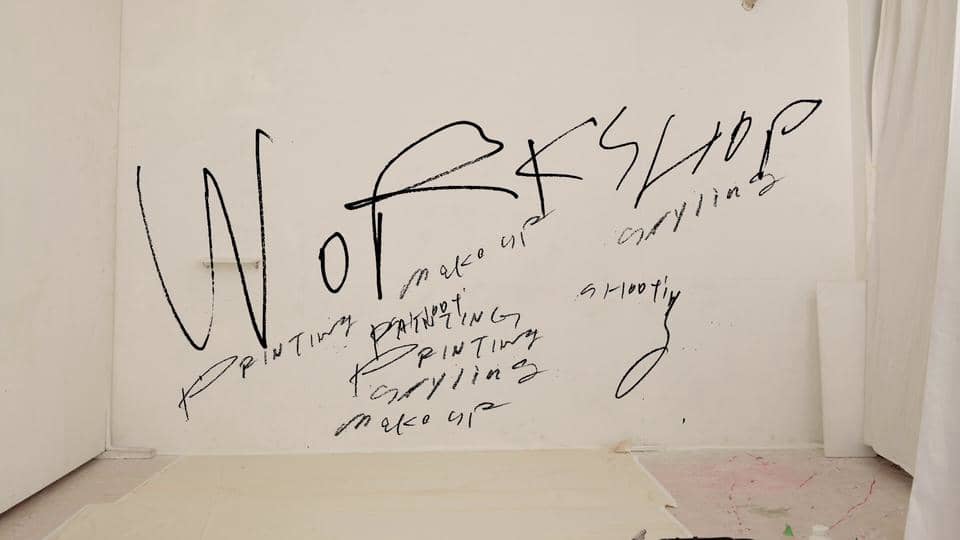 WORKSHOP
make up
styling
SHOOTing
PRINTING
PAINTING
PRINTING
styling
make up